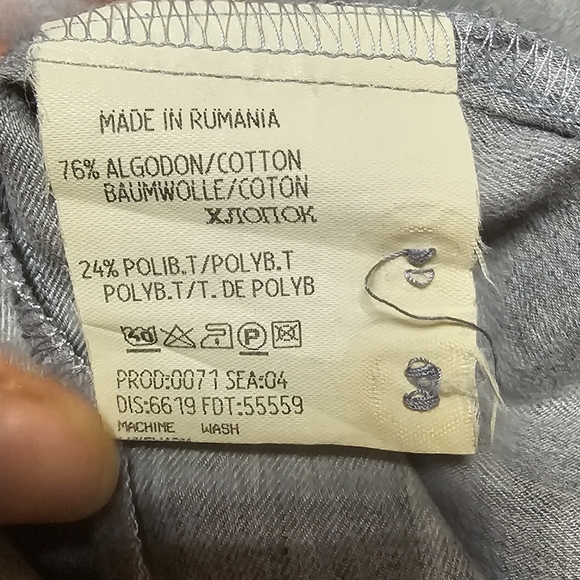 MADE IN RUMANIA
76% ALGODON/COTTON
BAUMWOLLE/COTON
ХЛОПОК
24% POLIB.T/POLYB.T
POLYB.T/T. DE POLYB
P
PROD:0071 SEA:04
DIS:6619 FDT:55559
MACHINE WASH